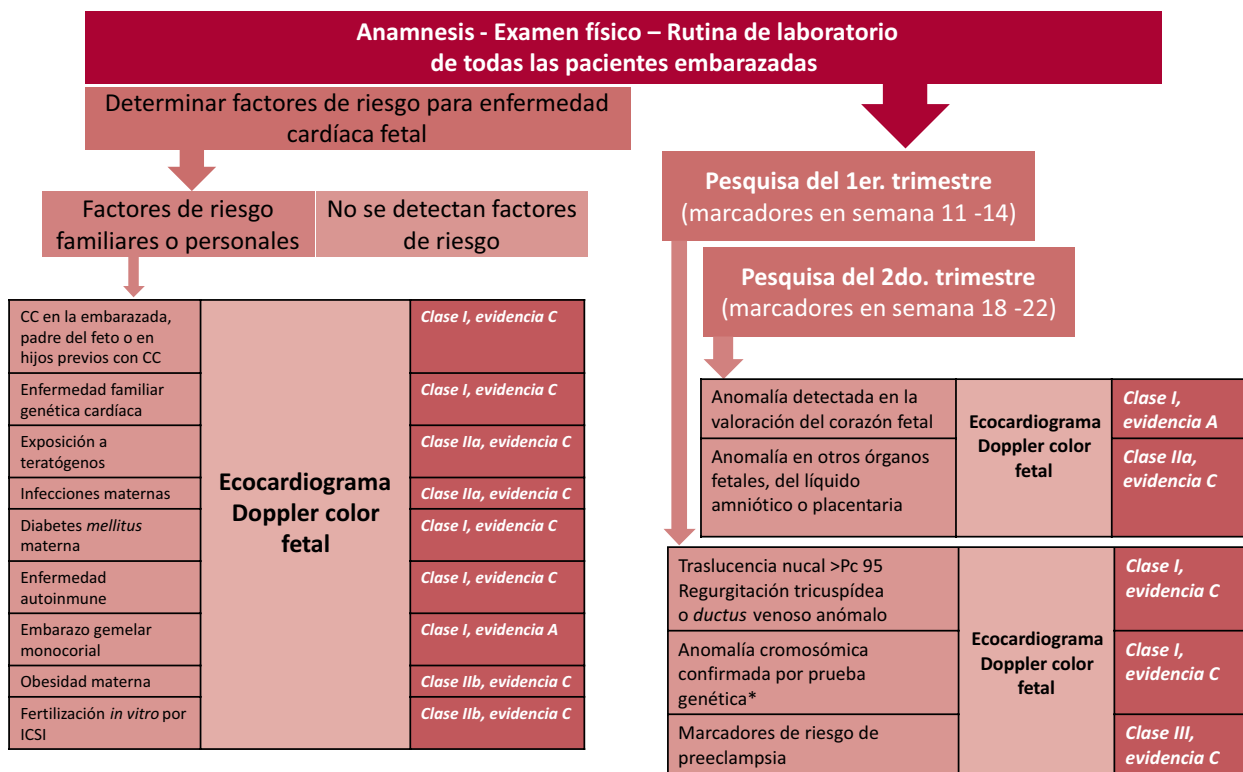 Anamnesis - Examen físico – Rutina de laboratorio
de todas las pacientes embarazadas
Determinar factores de riesgo para enfermedad
cardíaca fetal
Factores de riesgo
familiares o personales
No se detectan factores
de riesgo
CC en la embarazada,
padre del feto o en
hijos previos con CC
Clase I, evidencia C
Enfermedad familiar
genética cardíaca
Clase I, evidencia C
Exposición a
teratógenos
Clase IIa, evidencia C
Infecciones maternas
Clase IIa, evidencia C
Diabetes mellitus
materna
Clase I, evidencia C
Enfermedad
autoinmune
Clase I, evidencia C
Embarazo gemelar
monocorial
Clase I, evidencia A
Obesidad materna
Clase IIb, evidencia C
Fertilización in vitro por
ICSI
Clase IIb, evidencia C
Ecocardiograma
Doppler color
fetal
Pesquisa del 1er. trimestre
(marcadores en semana 11 -14)
Pesquisa del 2do. trimestre
(marcadores en semana 18 -22)
Anomalía detectada en la
valoración del corazón fetal
Clase I,
evidencia A
Anomalía en otros órganos
fetales, del líquido
amniótico o placentaria
Clase IIa,
evidencia C
Ecocardiograma
Doppler color
fetal
Traslucencia nucal >Pc 95
Regurgitación tricuspídea
o ductus venoso anómalo
Clase I,
evidencia C
Anomalía cromosómica
confirmada por prueba
genética*
Clase I,
evidencia C
Marcadores de riesgo de
preeclampsia
Clase III,
evidencia C
Ecocardiograma
Doppler color
fetal